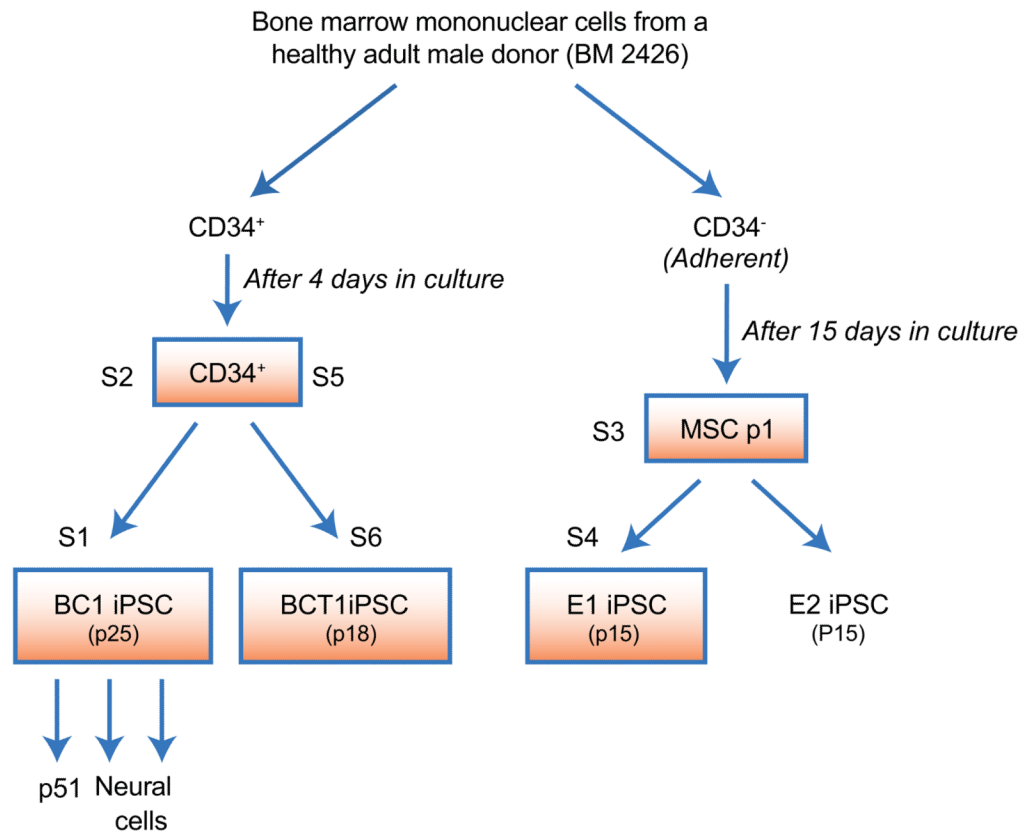 Bone marrow mononuclear cells from a
healthy adult male donor (BM 2426)
CD34⁺
CD34⁻
(Adherent)
After 4 days in culture
After 15 days in culture
S2
CD34⁺
S5
S3
MSC p1
S1
S6
S4
BC1 iPSC
(p25)
BCT1iPSC
(p18)
E1 iPSC
(p15)
E2 iPSC
(P15)
p51
Neural
cells